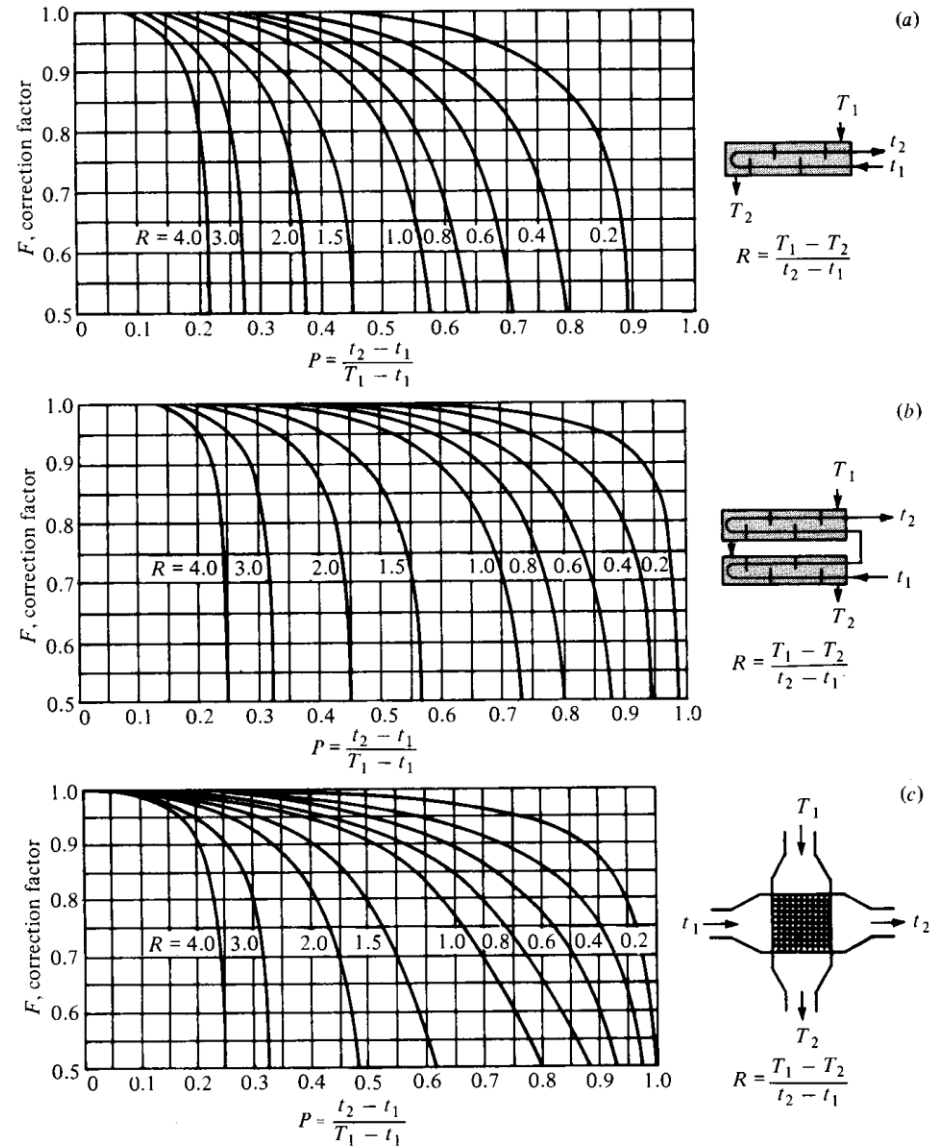 (a)
F, correction factor
1.0
0.9
0.8
0.7
0.6
0.5
R = 4.0 3.0 2.0 1.5 1.0 0.8 0.6 0.4 0.2
0 0.1 0.2 0.3 0.4 0.5 0.6 0.7 0.8 0.9 1.0
P = (t₂ − t₁) / (T₁ − t₁)
T₁
t₂
t₁
T₂
R = (T₁ − T₂) / (t₂ − t₁)
(b)
F, correction factor
1.0
0.9
0.8
0.7
0.6
0.5
R = 4.0 3.0 2.0 1.5 1.0 0.8 0.6 0.4 0.2
0 0.1 0.2 0.3 0.4 0.5 0.6 0.7 0.8 0.9 1.0
P = (t₂ − t₁) / (T₁ − t₁)
T₁
t₂
t₁
T₂
R = (T₁ − T₂) / (t₂ − t₁)
(c)
F, correction factor
1.0
0.9
0.8
0.7
0.6
0.5
R = 4.0 3.0 2.0 1.5 1.0 0.8 0.6 0.4 0.2
0 0.1 0.2 0.3 0.4 0.5 0.6 0.7 0.8 0.9 1.0
P = (t₂ − t₁) / (T₁ − t₁)
T₁
t₁
t₂
T₂
R = (T₁ − T₂) / (t₂ − t₁)